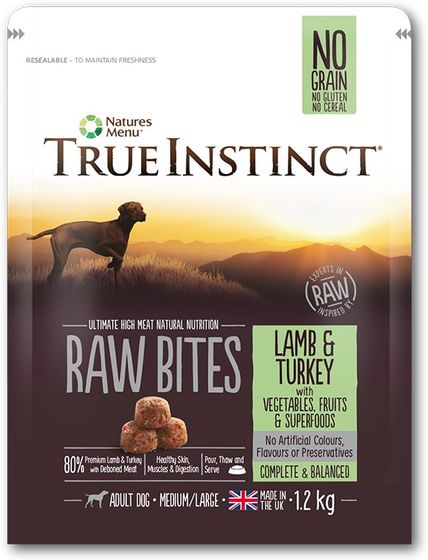 RESEALABLE - TO MAINTAIN FRESHNESS
NO
GRAIN
NO GLUTEN
NO CEREAL
Natures
Menu®
TRUE INSTINCT®
EXPERTS IN
RAW
INSPIRED BY
ULTIMATE HIGH MEAT NATURAL NUTRITION
RAW BITES
LAMB &
TURKEY
with
VEGETABLES, FRUITS
& SUPERFOODS
No Artificial Colours,
Flavours or Preservatives
COMPLETE & BALANCED
80% Premium Lamb & Turkey
with Deboned Meat
Healthy Skin,
Muscles & Digestion
Pour, Thaw and
Serve
ADULT DOG • MEDIUM/LARGE • MADE IN
THE UK • 1.2 kg